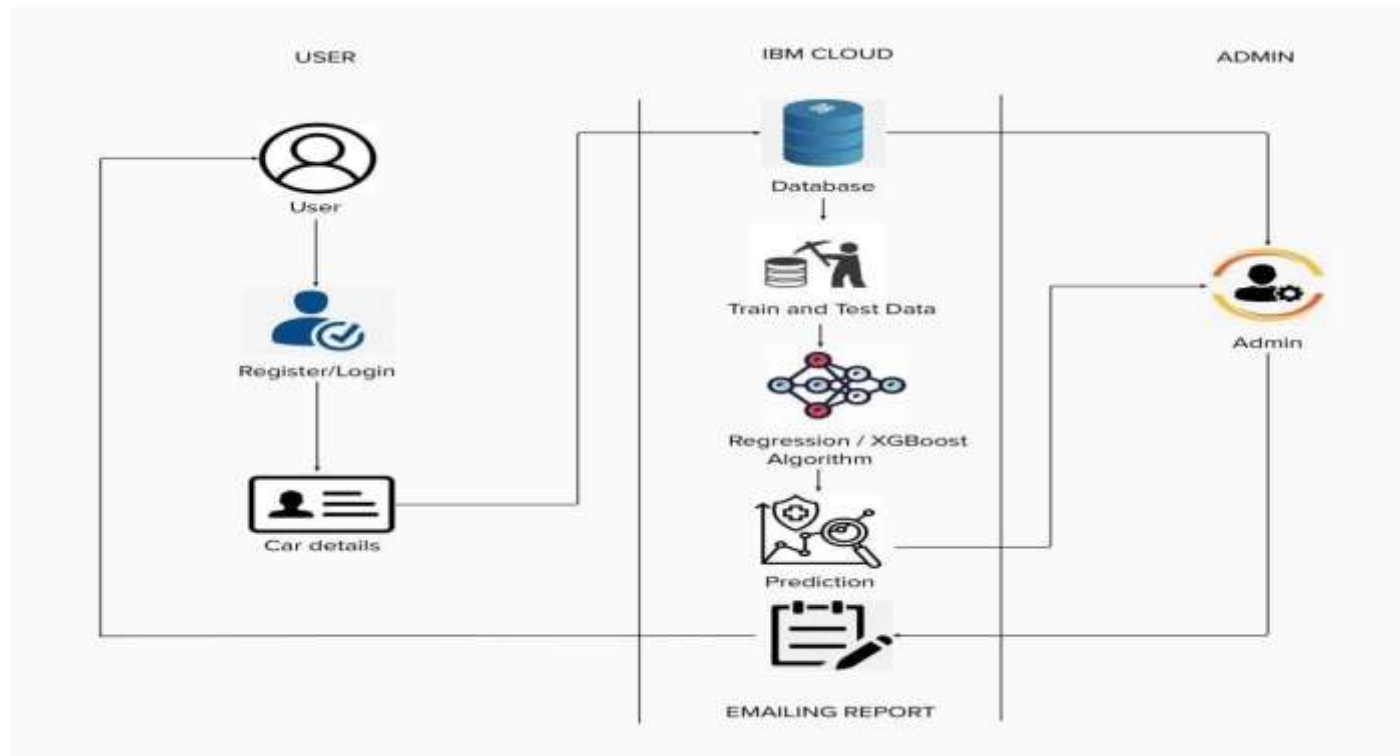 USER
IBM CLOUD
ADMIN
User
Register/Login
Car details
Database
Train and Test Data
Regression / XGBoost
Algorithm
Prediction
EMAILING REPORT
Admin